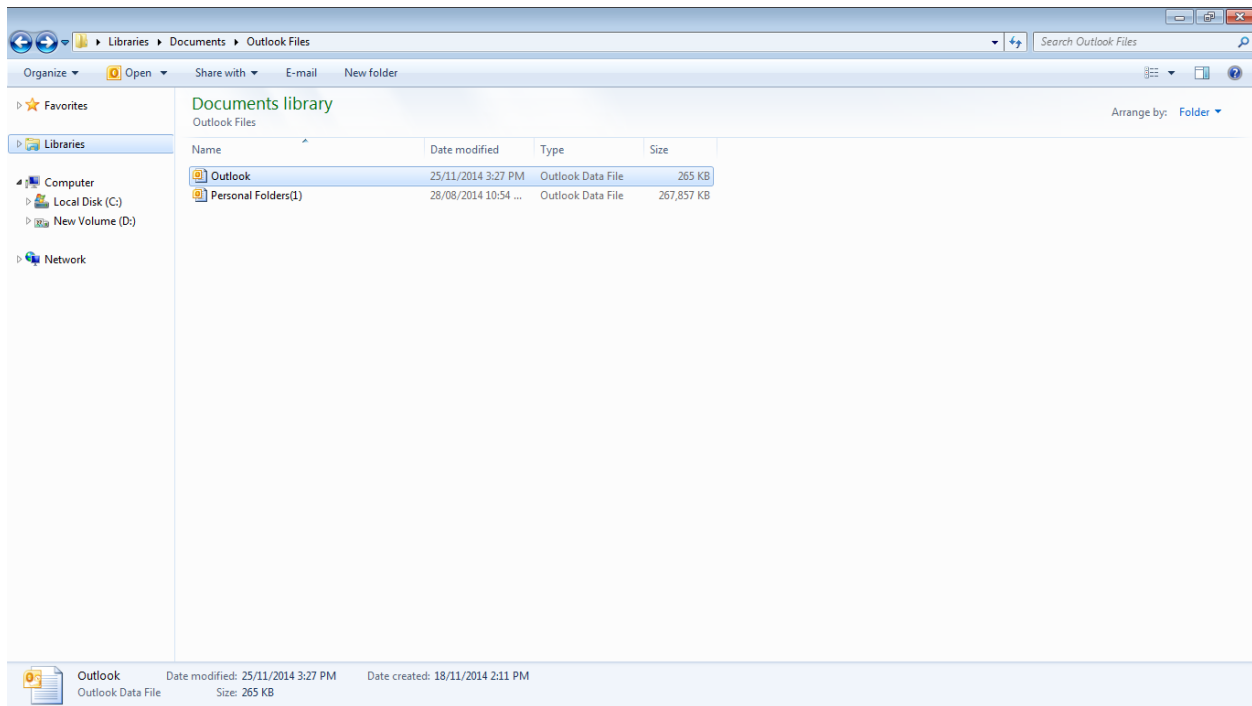 Libraries Documents Outlook Files
Search Outlook Files
Organize Open Share with E-mail New folder
Favorites
Libraries
Computer
Local Disk (C:)
New Volume (D:)
Network
Documents library
Outlook Files
Arrange by: Folder
Name Date modified Type Size
Outlook 25/11/2014 3:27 PM Outlook Data File 265 KB
Personal Folders(1) 28/08/2014 10:54 ... Outlook Data File 267,857 KB
Outlook Date modified: 25/11/2014 3:27 PM Date created: 18/11/2014 2:11 PM
Outlook Data File Size: 265 KB